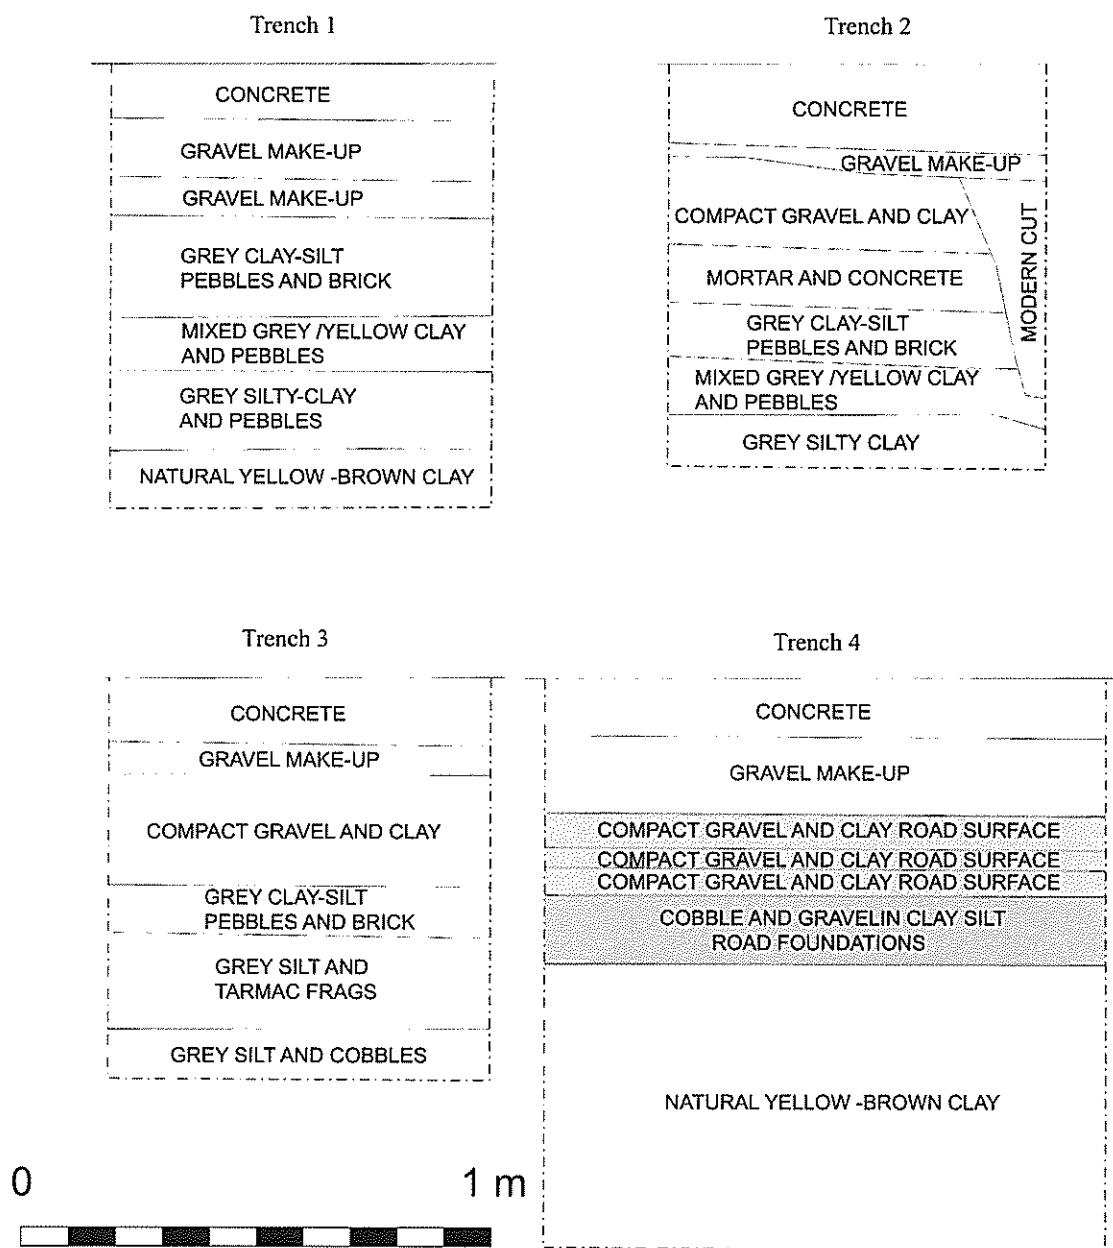 Trench 1
CONCRETE
GRAVEL MAKE-UP
GRAVEL MAKE-UP
GREY CLAY-SILT
PEBBLES AND BRICK
MIXED GREY /YELLOW CLAY
AND PEBBLES
GREY SILTY-CLAY
AND PEBBLES
NATURAL YELLOW -BROWN CLAY
Trench 2
CONCRETE
GRAVEL MAKE-UP
COMPACT GRAVEL AND CLAY
MORTAR AND CONCRETE
GREY CLAY-SILT
PEBBLES AND BRICK
MIXED GREY /YELLOW CLAY
AND PEBBLES
GREY SILTY CLAY
MODERN CUT
Trench 3
CONCRETE
GRAVEL MAKE-UP
COMPACT GRAVEL AND CLAY
GREY CLAY-SILT
PEBBLES AND BRICK
GREY SILT AND
TARMAC FRAGS
GREY SILT AND COBBLES
Trench 4
CONCRETE
GRAVEL MAKE-UP
COMPACT GRAVEL AND CLAY ROAD SURFACE
COMPACT GRAVEL AND CLAY ROAD SURFACE
COMPACT GRAVEL AND CLAY ROAD SURFACE
COBBLE AND GRAVELIN CLAY SILT
ROAD FOUNDATIONS
NATURAL YELLOW -BROWN CLAY
0 1 m